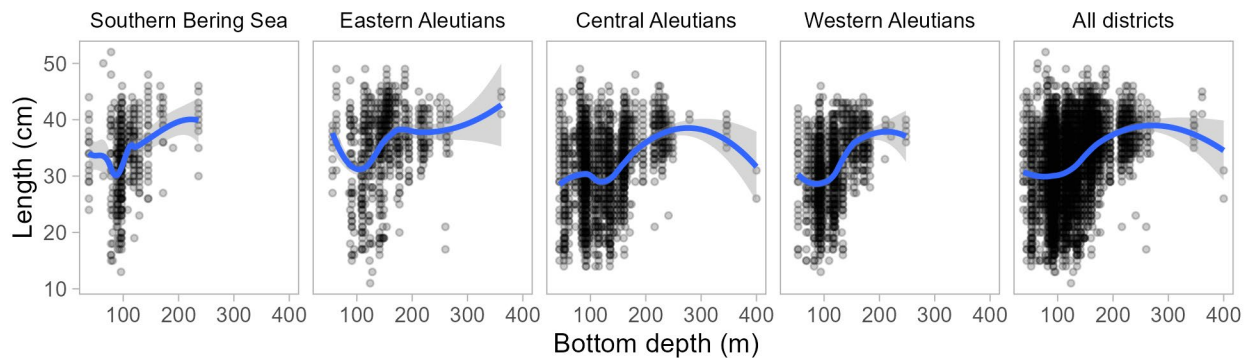 Southern Bering Sea
Eastern Aleutians
Central Aleutians
Western Aleutians
All districts
Length (cm)
50
40
30
20
10
100 200 300 400
100 200 300 400
100 200 300 400
100 200 300 400
100 200 300 400
Bottom depth (m)